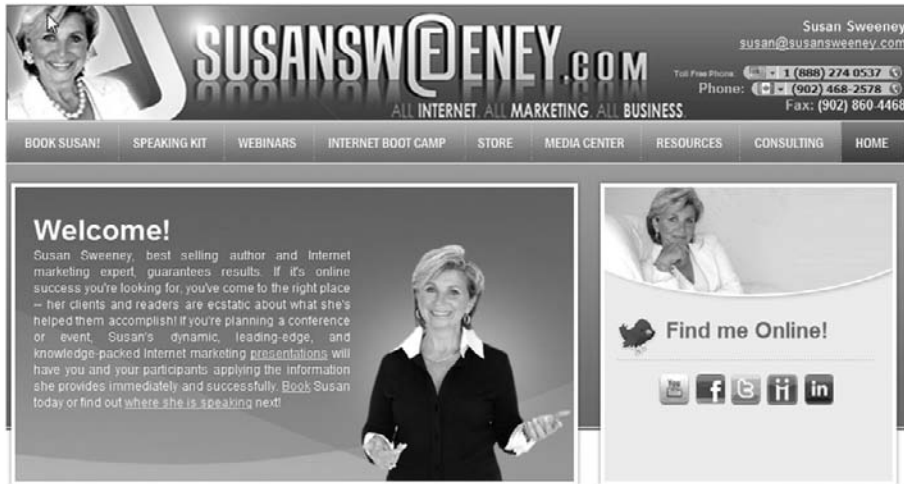 SUSANSW@ENEY.COM
ALL INTERNET. ALL MARKETING. ALL BUSINESS.
Susan Sweeney
susan@susansweeney.com
Toll Free Phone: 1 (888) 274 0537
Phone: (902) 468-2578
Fax: (902) 860-4468
BOOK SUSAN! SPEAKING KIT WEBINARS INTERNET BOOT CAMP STORE MEDIA CENTER RESOURCES CONSULTING HOME
Welcome!
Susan Sweeney, best selling author and Internet
marketing expert, guarantees results. If it's online
success you're looking for, you've come to the right place
-- her clients and readers are ecstatic about what she's
helped them accomplish! If you're planning a conference
or event, Susan's dynamic, leading-edge, and
knowledge-packed Internet marketing presentations will
have you and your participants applying the information
she provides immediately and successfully. Book Susan
today or find out where she is speaking next!
Find me Online!
You Tube f t in